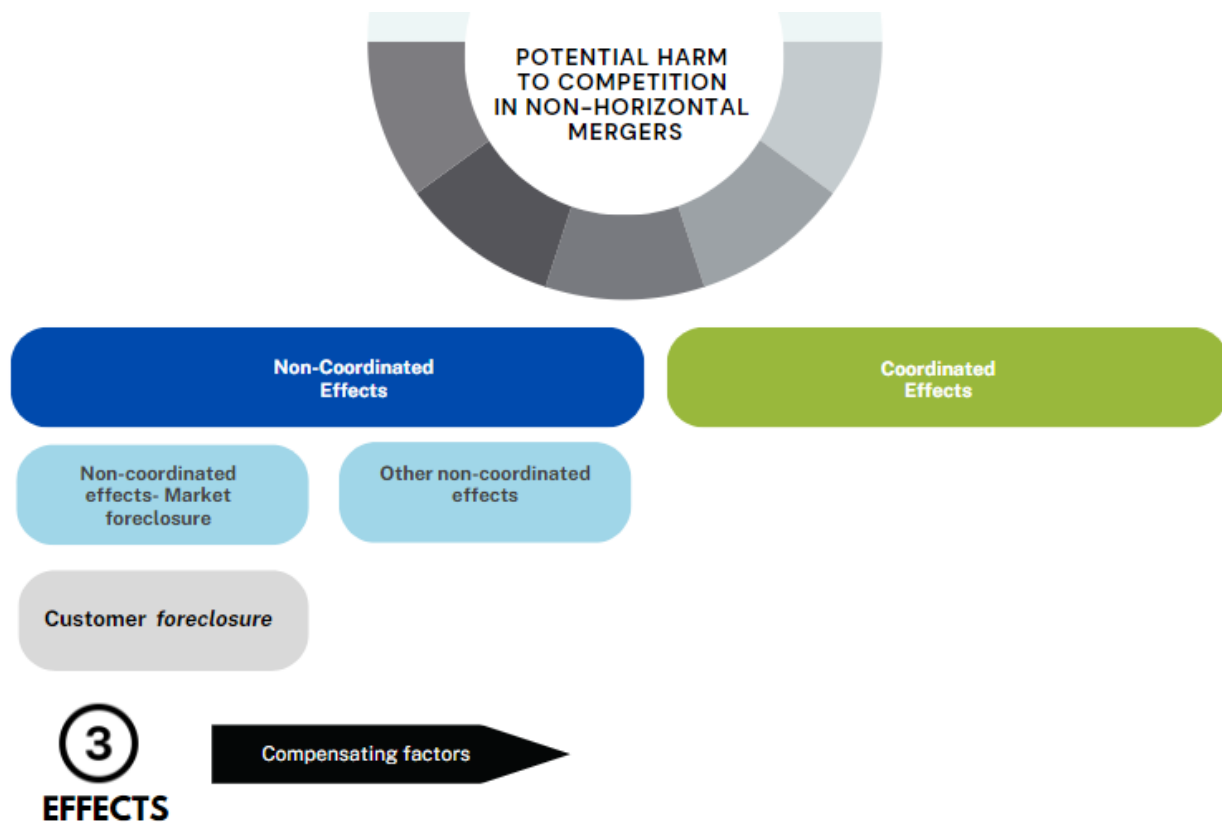 POTENTIAL HARM
TO COMPETITION
IN NON-HORIZONTAL
MERGERS
Non-Coordinated
Effects
Coordinated
Effects
Non-coordinated
effects- Market
foreclosure
Other non-coordinated
effects
Customer foreclosure
3
EFFECTS
Compensating factors